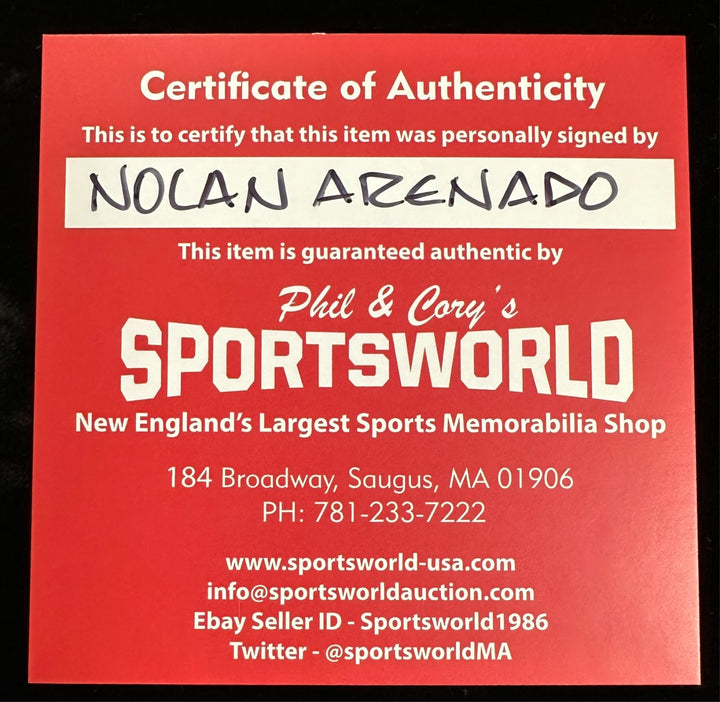 Certificate of Authenticity
This is to certify that this item was personally signed by
NOLAN ARENADO
This item is guaranteed authentic by
Phil & Cory's
SPORTSWORLD
New England's Largest Sports Memorabilia Shop
184 Broadway, Saugus, MA 01906
PH: 781-233-7222
www.sportsworld-usa.com
info@sportsworldauction.com
Ebay Seller ID - Sportsworld1986
Twitter - @sportsworldMA